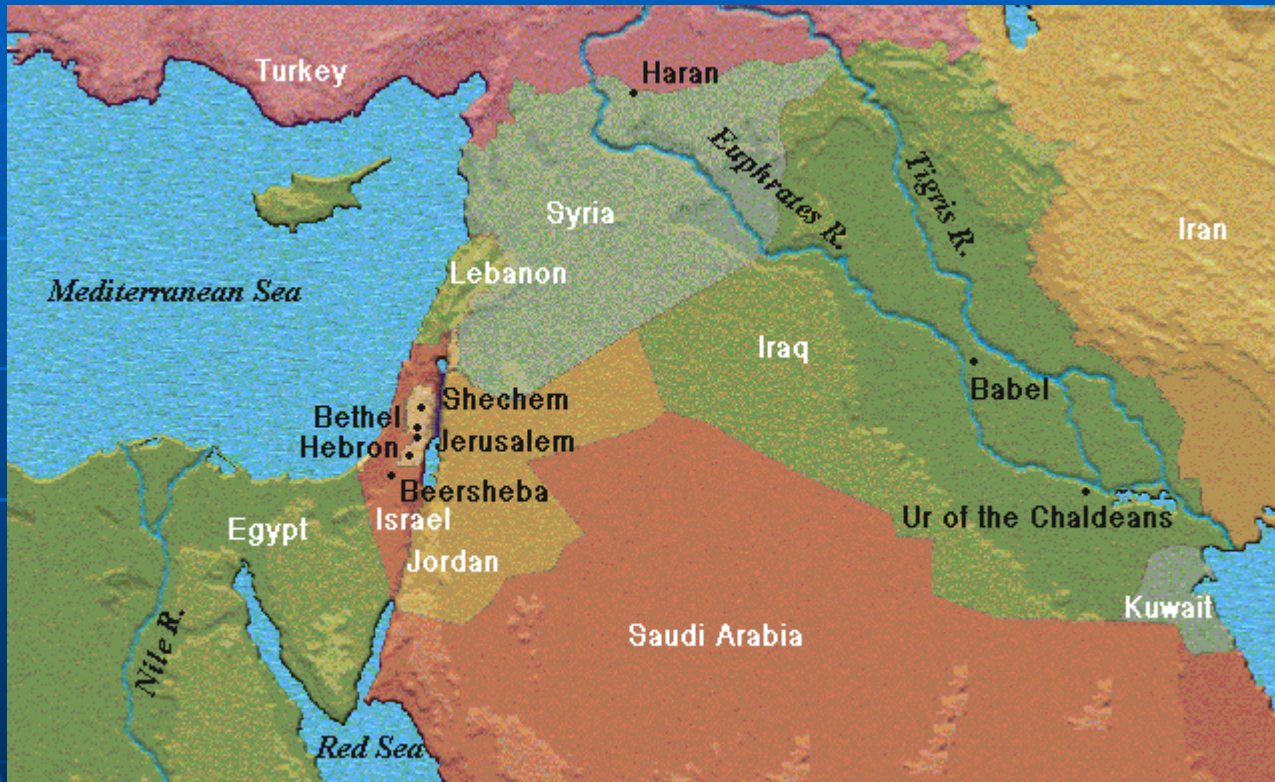 Turkey
Haran
Euphrates R.
Tigris R.
Syria
Iran
Lebanon
Mediterranean Sea
Iraq
Babel
Shechem
Bethel
Jerusalem
Hebron
Beersheba
Ur of the Chaldeans
Israel
Egypt
Jordan
Kuwait
Saudi Arabia
Nile R.
Red Sea